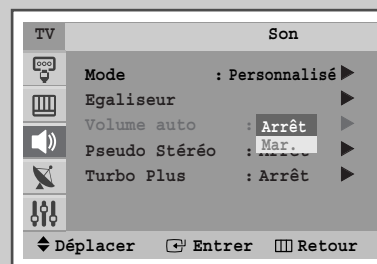 TV Son
Mode : Personnalisé
Egaliseur
Volume auto : Arrêt
Mar.
Pseudo Stéréo :
Turbo Plus : Arrêt
Déplacer Entrer Retour